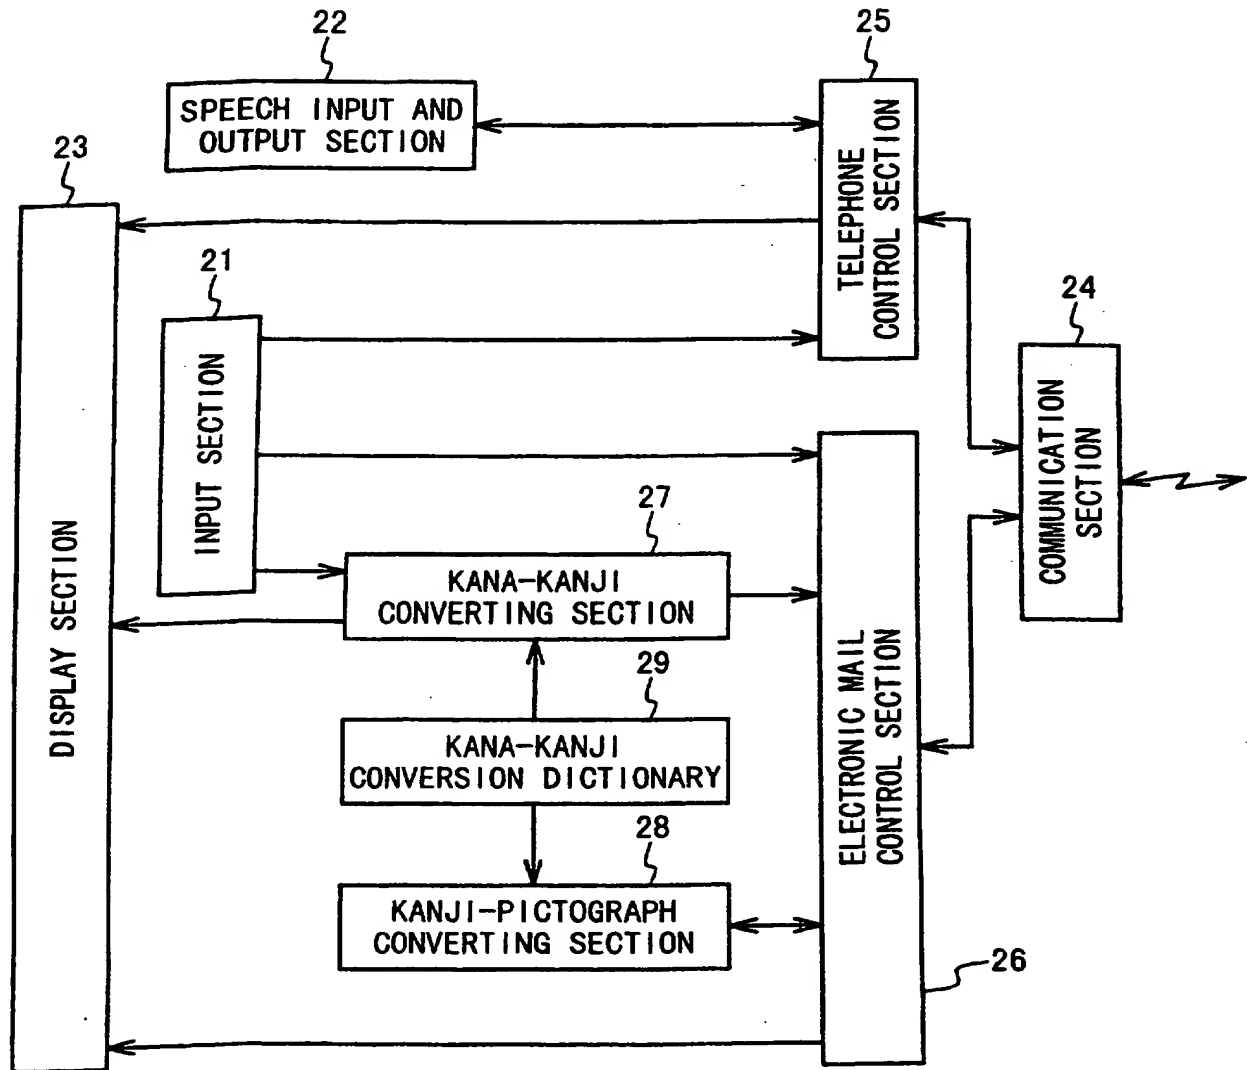 22
SPEECH INPUT AND
OUTPUT SECTION
25
TELEPHONE
CONTROL SECTION
23
DISPLAY SECTION
21
INPUT SECTION
24
COMMUNICATION
SECTION
27
KANA-KANJI
CONVERTING SECTION
29
KANA-KANJI
CONVERSION DICTIONARY
28
KANJI-PICTOGRAPH
CONVERTING SECTION
ELECTRONIC MAIL
CONTROL SECTION
26